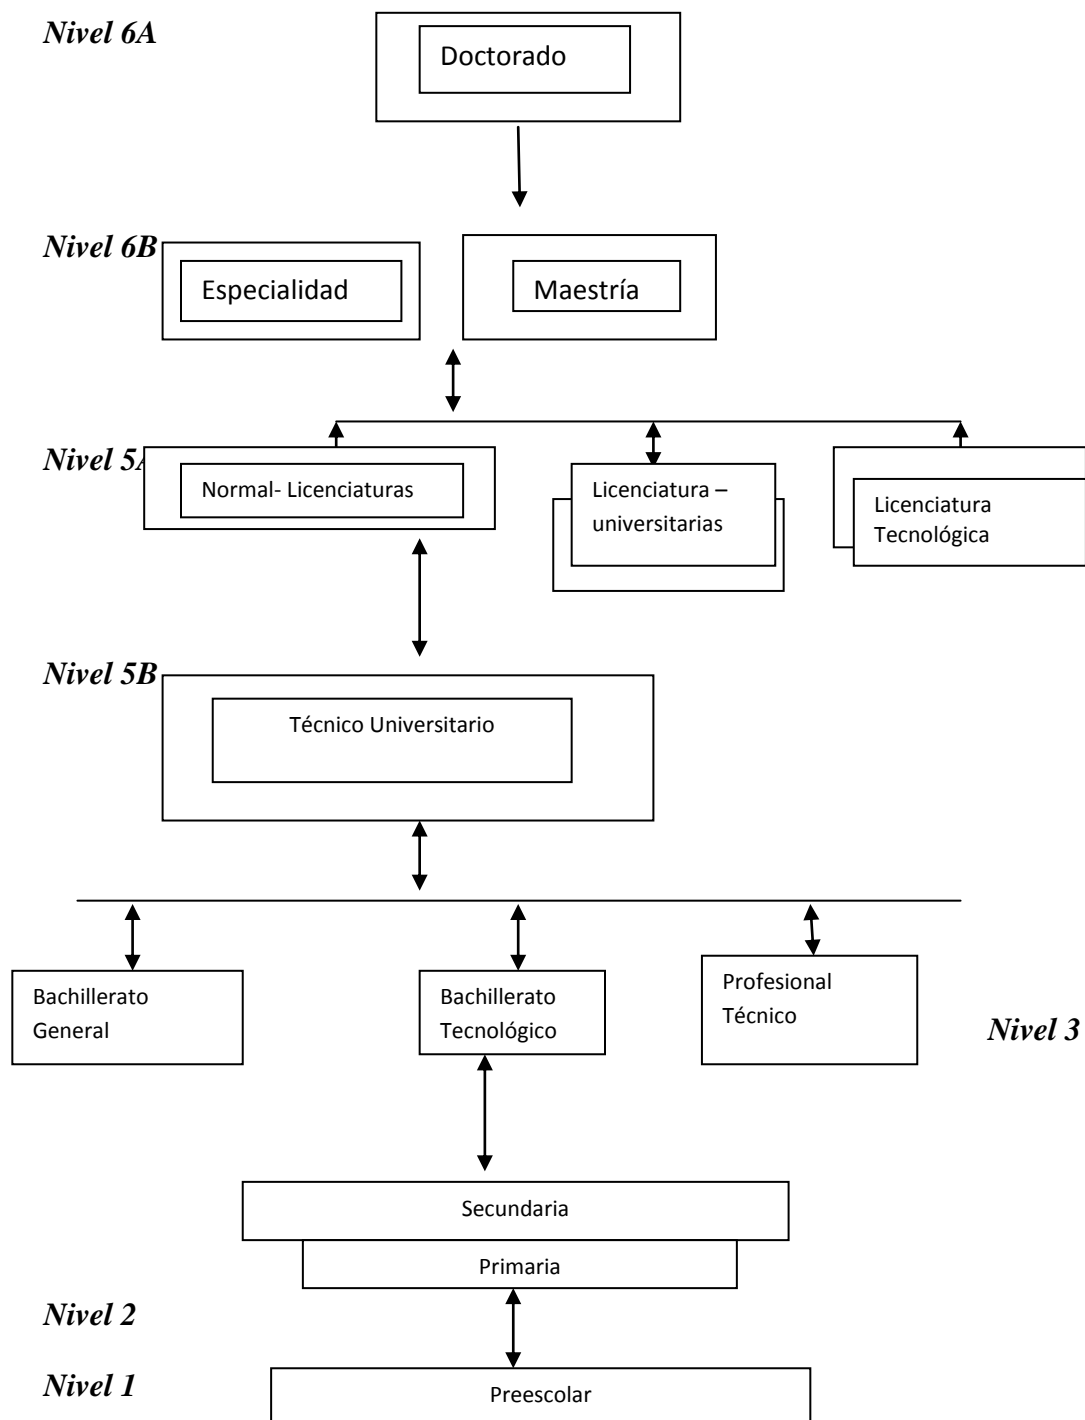 Nivel 6A
Doctorado
Nivel 6B
Especialidad
Maestría
Nivel 5A
Normal- Licenciaturas
Licenciatura –
universitarias
Licenciatura
Tecnológica
Nivel 5B
Técnico Universitario
Bachillerato
General
Bachillerato
Tecnológico
Profesional
Técnico
Nivel 3
Secundaria
Primaria
Nivel 2
Nivel 1
Preescolar